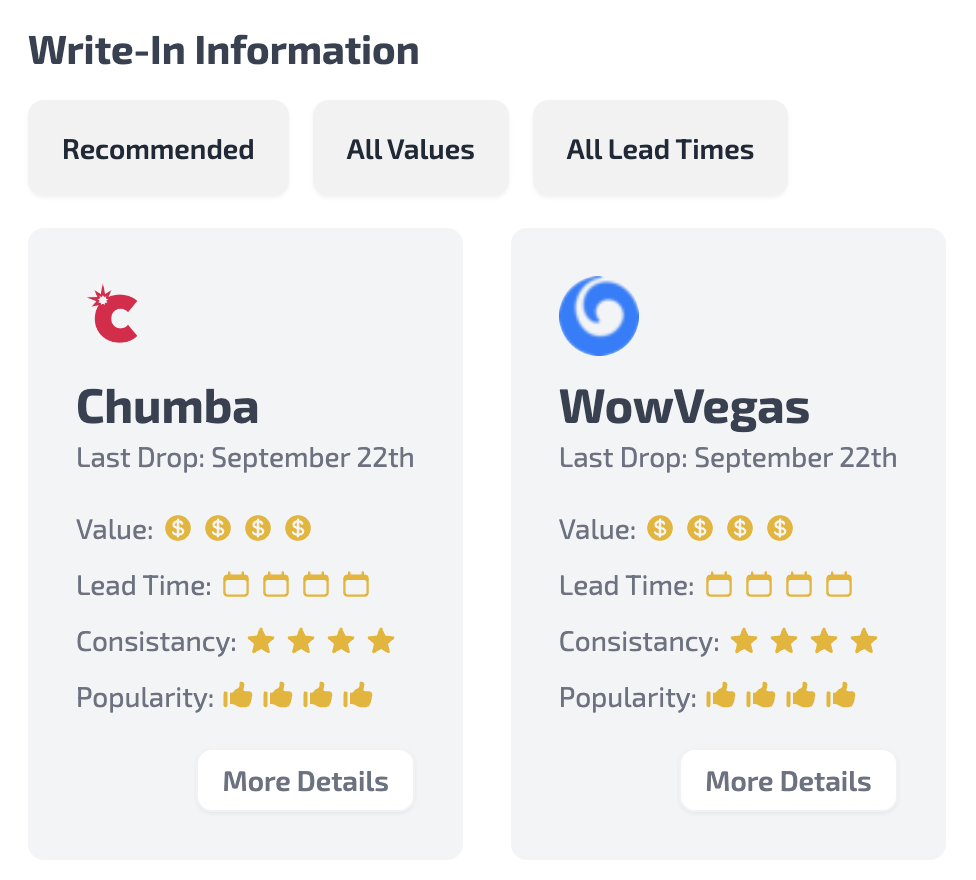 Write-In Information
Recommended
All Values
All Lead Times
Chumba
Last Drop: September 22th
Value:
Lead Time:
Consistancy:
Popularity:
More Details
WowVegas
Last Drop: September 22th
Value:
Lead Time:
Consistancy:
Popularity:
More Details